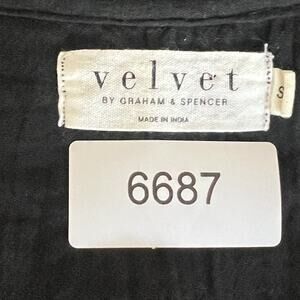 velvet
BY GRAHAM & SPENCER
MADE IN INDIA
S
6687